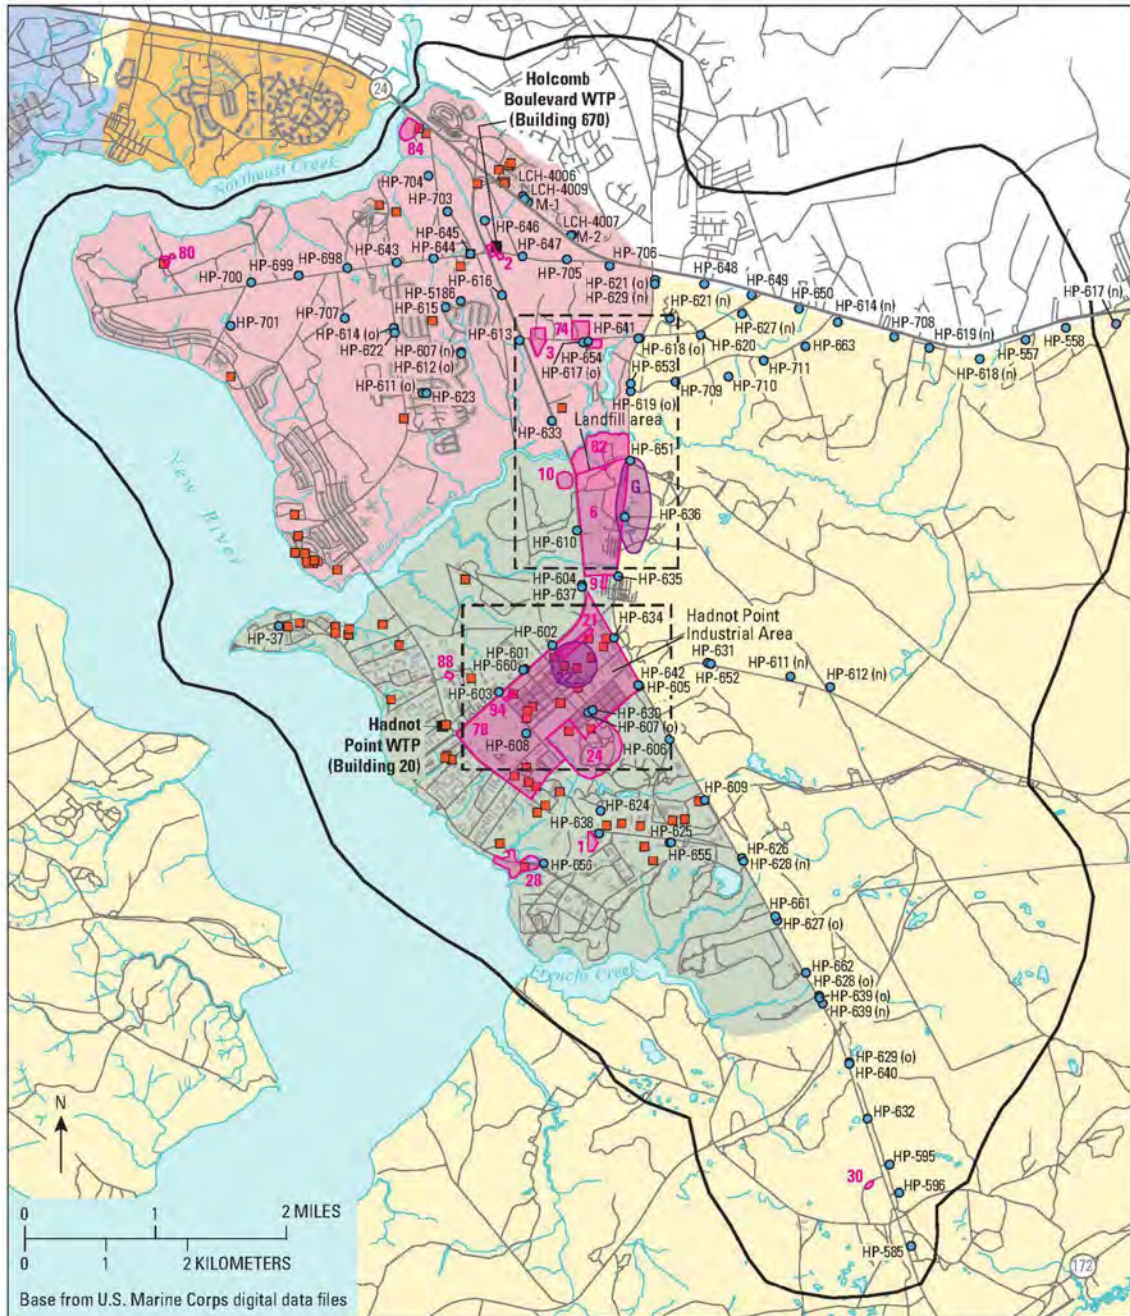 24
Holcomb
Boulevard WTP
(Building 670)
84
Northeast Creek
HP-704
HP-703
LCH-4006
LCH-4009
M-1
LCH-4007
M-2
HP-645
HP-646
HP-644
HP-647
HP-706
80
HP-643
2
HP-705
HP-700
HP-699
HP-698
HP-616
HP-621 (o)
HP-629 (n)
HP-648
HP-649
HP-650
HP-614 (n)
HP-617 (n)
HP-5186
HP-615
HP-621 (n)
HP-708
HP-701
HP-707
HP-614 (o)
HP-622
HP-613
74
HP-641
HP-627 (n)
HP-619 (n)
HP-558
HP-557
HP-618 (n)
3
HP-654
HP-617 (o)
HP-618 (o)
HP-620
HP-663
HP-607 (n)
HP-612 (o)
HP-653
HP-711
HP-710
HP-709
HP-611 (o)
HP-623
HP-619 (o)
HP-633
Landfill area
82
HP-651
10
G
New River
6
HP-636
HP-610
HP-604
HP-637
9
HP-635
21
HP-634
Hadnot Point
Industrial Area
HP-37
HP-602
HP-601
HP-660
88
HP-631
HP-652
HP-611 (n)
HP-612 (n)
HP-603
94
HP-642
HP-605
78
HP-630
HP-607 (o)
Hadnot
Point WTP
(Building 20)
HP-608
24
HP-606
HP-609
HP-624
HP-638
HP-625
1
HP-655
HP-626
HP-628 (n)
28
HP-656
HP-661
HP-627 (o)
Frenchs Creek
HP-662
HP-628 (o)
HP-639 (o)
HP-639 (n)
HP-629 (o)
HP-640
N
HP-632
HP-595
30
HP-596
HP-585
172
0 1 2 MILES
0 1 2 KILOMETERS
Base from U.S. Marine Corps digital data files